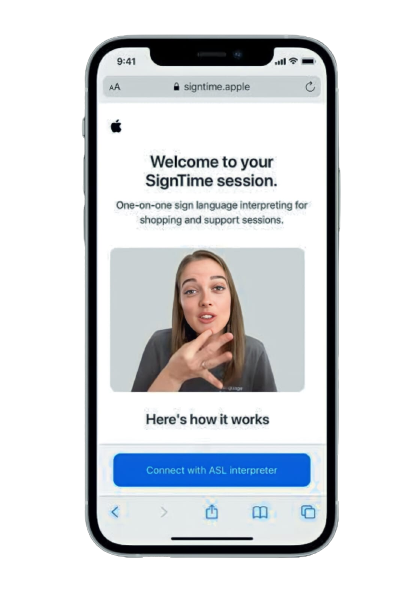 9:41
AA
signtime.apple
Welcome to your
SignTime session.
One-on-one sign language interpreting for
shopping and support sessions.
Here's how it works
Connect with ASL interpreter